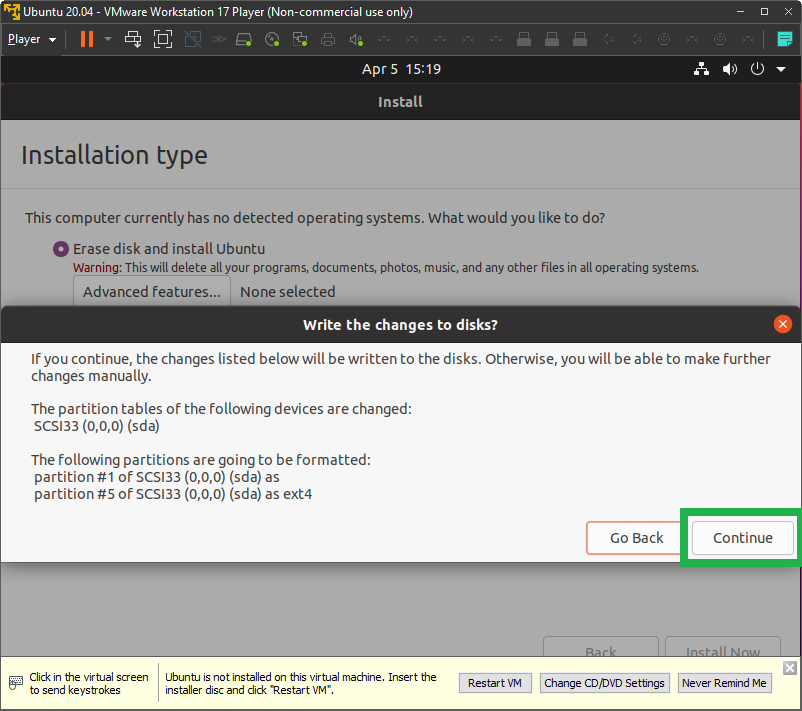 Ubuntu 20.04 - VMware Workstation 17 Player (Non-commercial use only)
Player
Apr 5 15:19
Install
Installation type
This computer currently has no detected operating systems. What would you like to do?
Erase disk and install Ubuntu
Warning: This will delete all your programs, documents, photos, music, and any other files in all operating systems.
Advanced features... None selected
Write the changes to disks?
If you continue, the changes listed below will be written to the disks. Otherwise, you will be able to make further
changes manually.
The partition tables of the following devices are changed:
SCSI33 (0,0,0) (sda)
The following partitions are going to be formatted:
partition #1 of SCSI33 (0,0,0) (sda) as
partition #5 of SCSI33 (0,0,0) (sda) as ext4
Go Back Continue
Back Install Now
Click in the virtual screen
to send keystrokes
Ubuntu is not installed on this virtual machine. Insert the
installer disc and click "Restart VM".
Restart VM Change CD/DVD Settings Never Remind Me